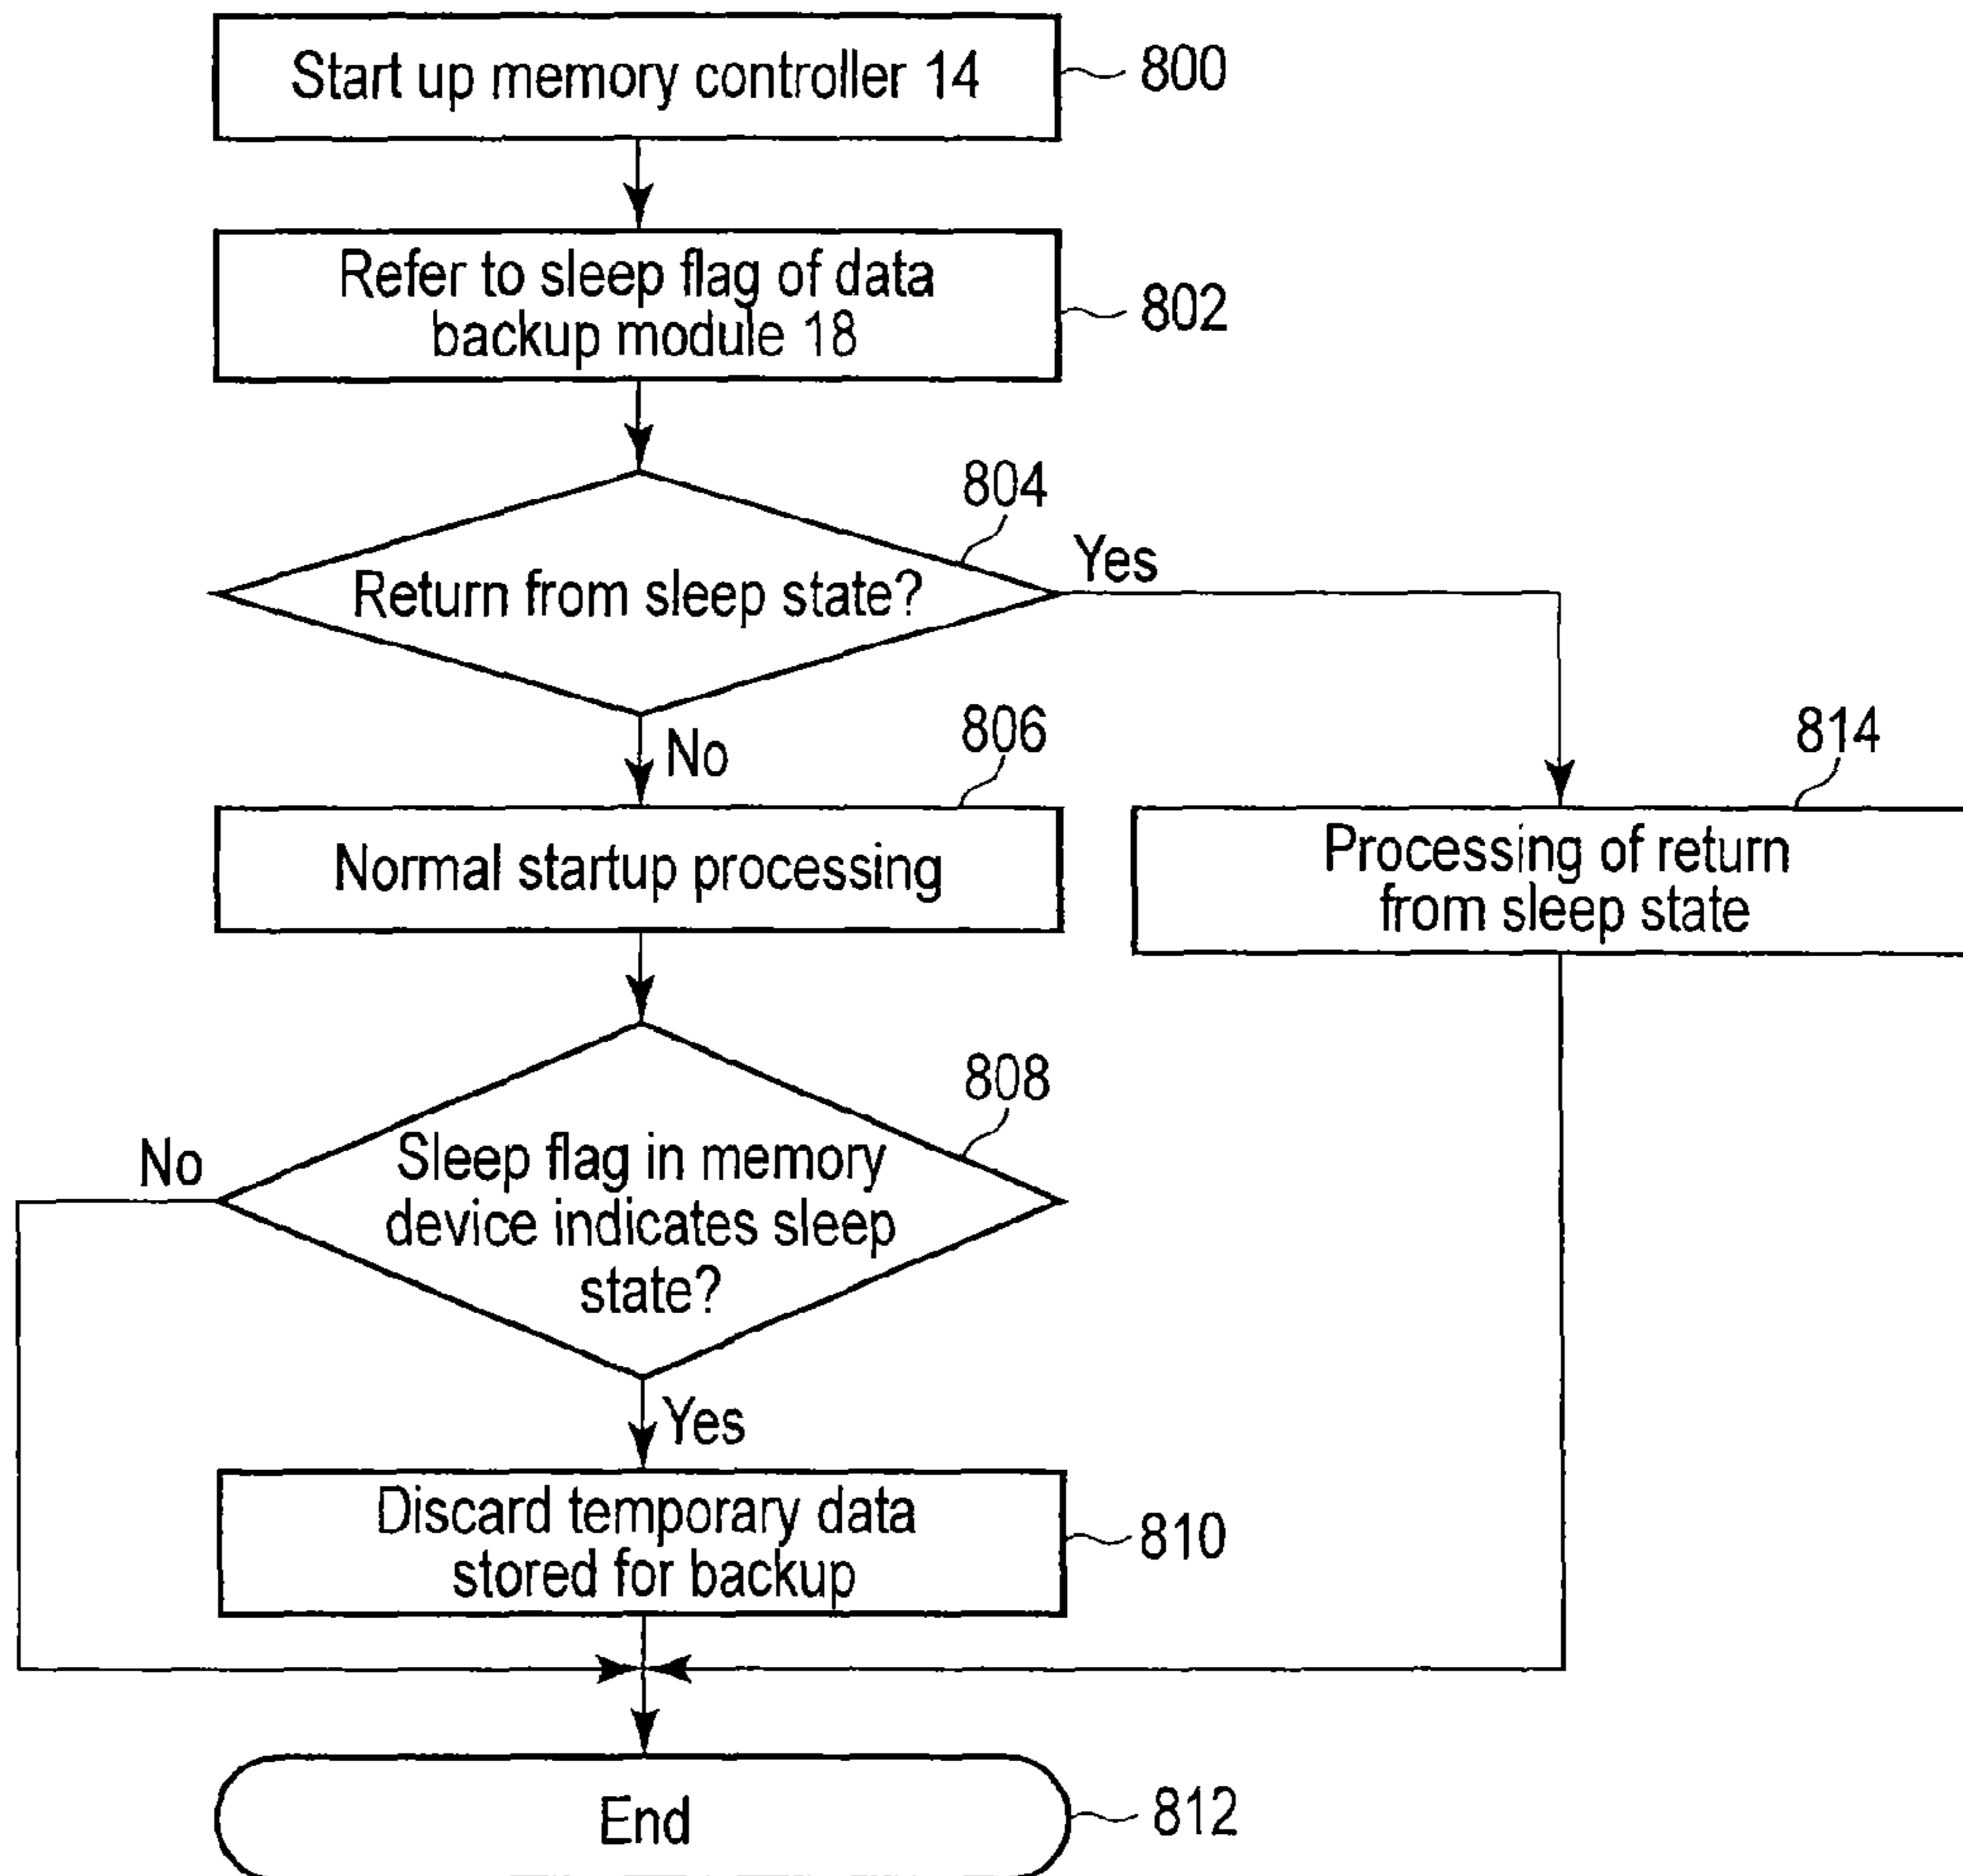 Start up memory controller 14
800
Refer to sleep flag of data
backup module 18
802
804
Return from sleep state?
Yes
No
806
Normal startup processing
814
Processing of return
from sleep state
808
Sleep flag in memory
device indicates sleep
state?
No
Yes
Discard temporary data
stored for backup
810
End
812